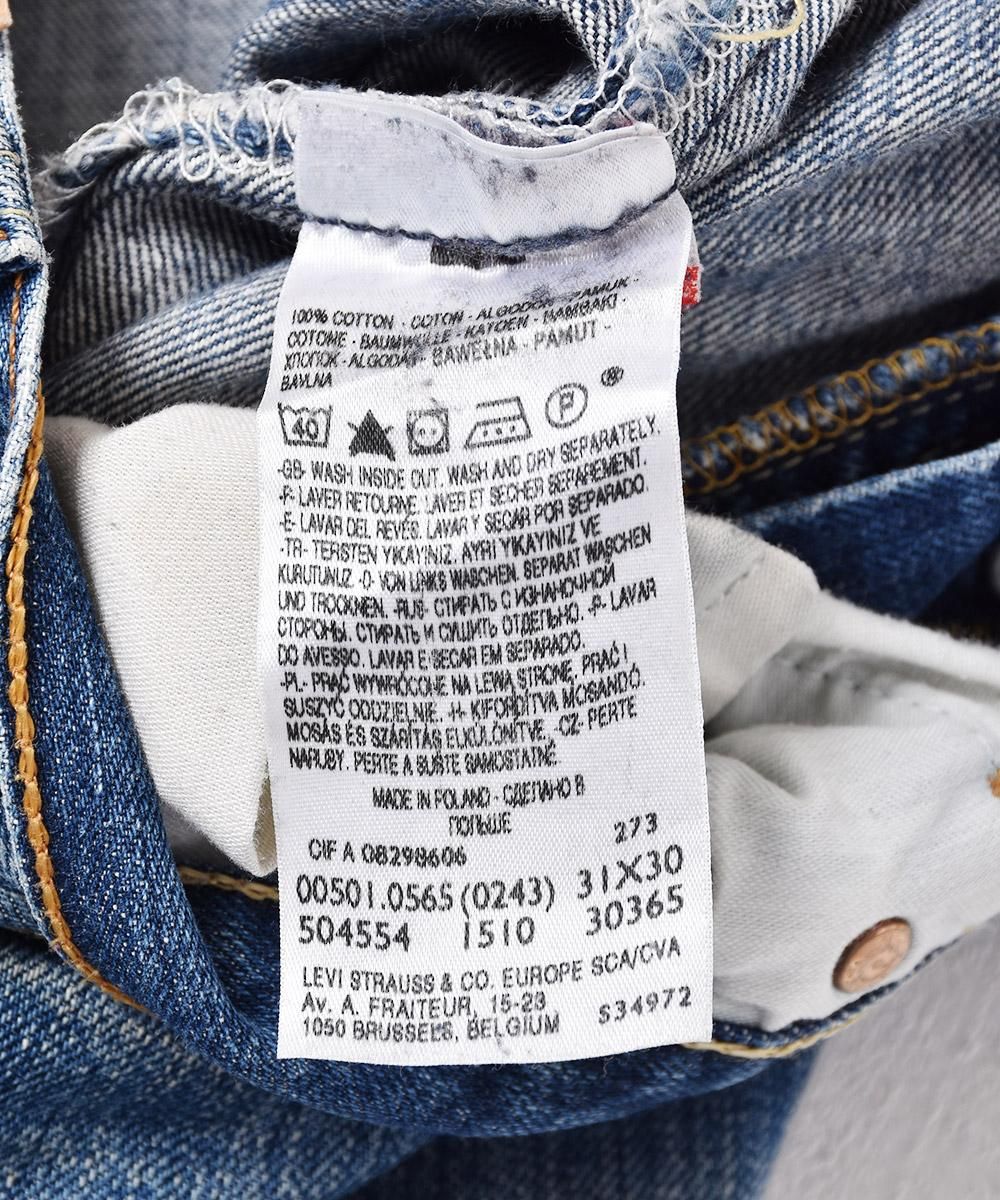 100% COTTON - COTON - ALGODON - PAMUK -
COTONE - BAUMWOLLE - KATOEN - BAMBAKI -
ХЛОПОК - ALGODÃO - BAWEŁNA - PAMUT -
BAVLNA
40 P ®
-GB- WASH INSIDE OUT. WASH AND DRY SEPARATELY.
-F- LAVER RETOURNE. LAVER ET SECHER SEPAREMENT.
-E- LAVAR DEL REVÉS. LAVAR Y SECAR POR SEPARADO.
-TR- TERSTEN YIKAYINIZ. AYRI YIKAYINIZ VE
KURUTUNUZ. -D- VON LINKS WASCHEN. SEPARAT WASCHEN
UND TROCKNEN. -RUS- СТИРАТЬ С ИЗНАНОЧНОЙ
СТОРОНЫ. СТИРАТЬ И СУШИТЬ ОТДЕЛЬНО. -P- LAVAR
DO AVESSO. LAVAR E SECAR EM SEPARADO.
-PL- PRAĆ WYWRÓCONE NA LEWĄ STRONĘ, PRAĆ I
SUSZYĆ ODDZIELNIE. -H- KIFORDÍTVA MOSANDÓ.
MOSÁS ÉS SZÁRÍTÁS ELKÜLÖNÍTVE. -CZ- PERTE
NARUBY. PERTE A SUŠTE SAMOSTATNĚ.
MADE IN POLAND - СДЕЛАНО В
ПОЛЬШЕ
273
CIF A 08298606
00501.0565 (0243) 31X30
504554 1510 30365
LEVI STRAUSS & CO. EUROPE SCA/CVA
Av. A. FRAITEUR, 15-23
1050 BRUSSELS, BELGIUM S34972